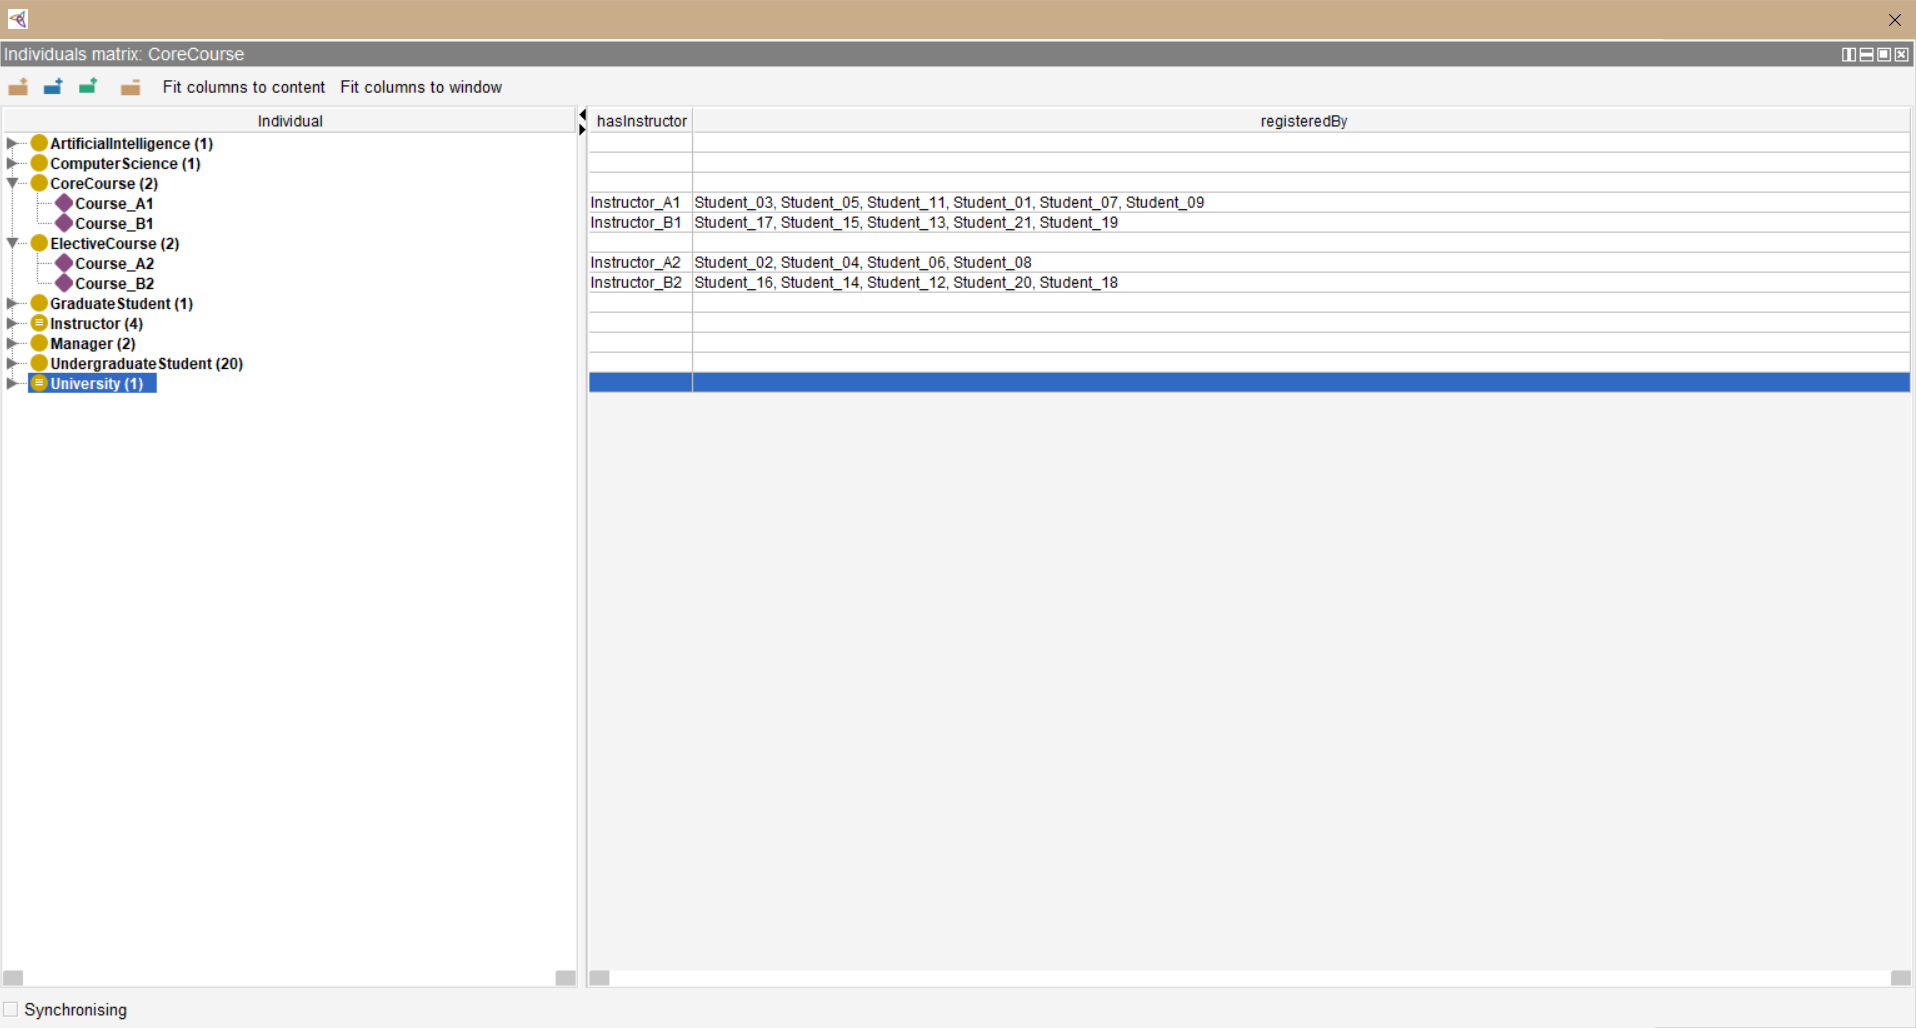 Individuals matrix: CoreCourse
Fit columns to content Fit columns to window
Individual hasInstructor registeredBy
ArtificialIntelligence (1)
ComputerScience (1)
CoreCourse (2)
Course_A1 Instructor_A1 Student_03, Student_05, Student_11, Student_01, Student_07, Student_09
Course_B1 Instructor_B1 Student_17, Student_15, Student_13, Student_21, Student_19
ElectiveCourse (2)
Course_A2 Instructor_A2 Student_02, Student_04, Student_06, Student_08
Course_B2 Instructor_B2 Student_16, Student_14, Student_12, Student_20, Student_18
GraduateStudent (1)
Instructor (4)
Manager (2)
UndergraduateStudent (20)
University (1)
Synchronising